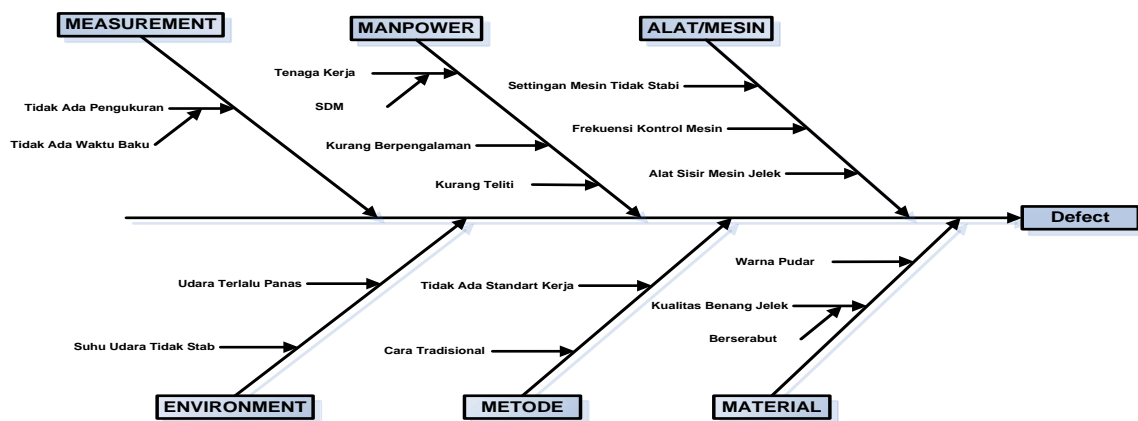 MEASUREMENT
MANPOWER
ALAT/MESIN
Tenaga Kerja
SDM
Settingan Mesin Tidak Stabi
Tidak Ada Pengukuran
Tidak Ada Waktu Baku
Frekuensi Kontrol Mesin
Kurang Berpengalaman
Alat Sisir Mesin Jelek
Kurang Teliti
Defect
Warna Pudar
Udara Terlalu Panas
Tidak Ada Standart Kerja
Kualitas Benang Jelek
Berserabut
Suhu Udara Tidak Stab
Cara Tradisional
ENVIRONMENT
METODE
MATERIAL